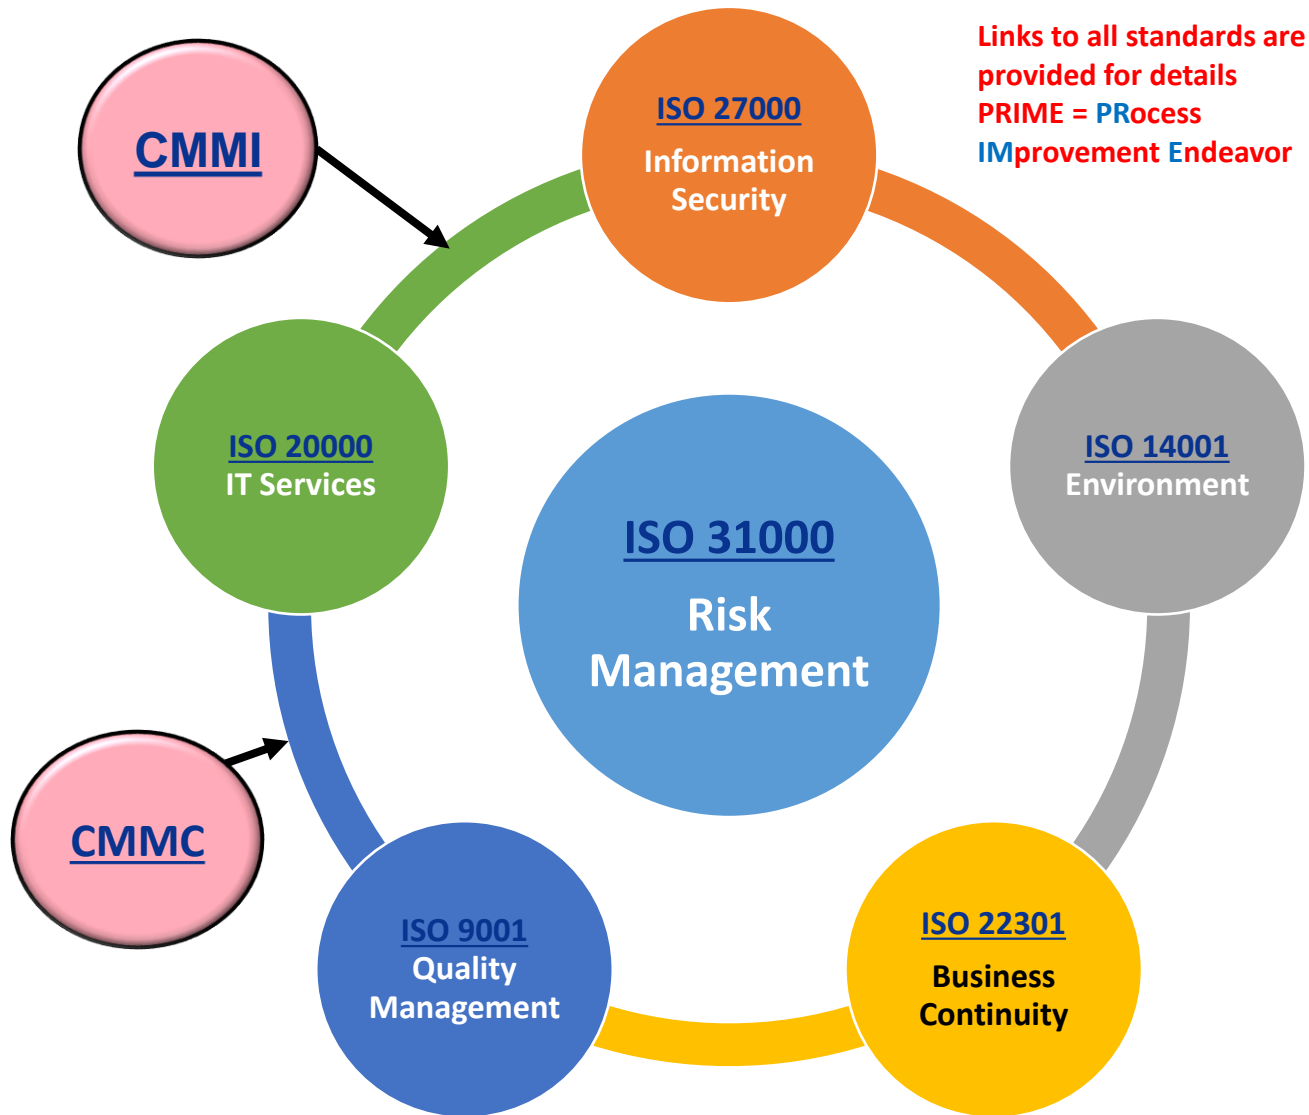 Links to all standards are
provided for details
PRIME = PRocess
IMprovement Endeavor
CMMI
ISO 27000
Information
Security
ISO 20000
IT Services
ISO 14001
Environment
ISO 31000
Risk
Management
CMMC
ISO 9001
Quality
Management
ISO 22301
Business
Continuity